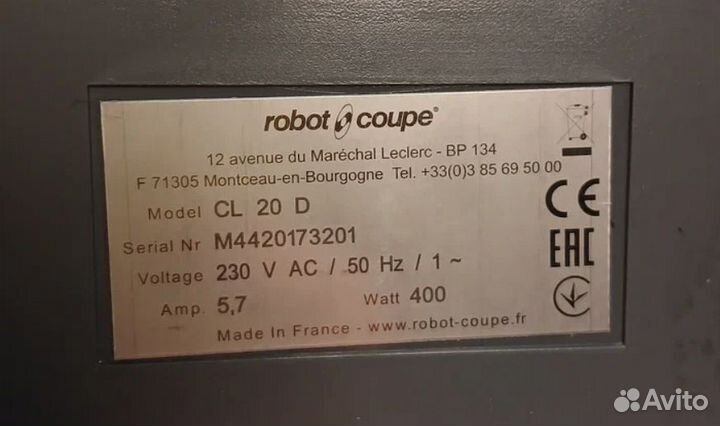 robot coupe®
12 avenue du Maréchal Leclerc - BP 134
F 71305 Montceau-en-Bourgogne Tel. +33(0)3 85 69 50 00
Model CL 20 D
Serial Nr M4420173201
Voltage 230 V AC / 50 Hz / 1 ~
Amp. 5,7 Watt 400
Made In France - www.robot-coupe.fr
CE
EAC
Avito